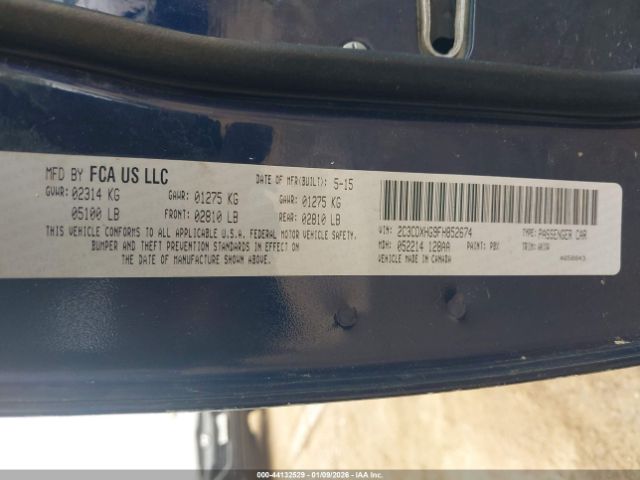 MFD BY FCA US LLC
DATE OF MFR(BUILT): 5-15
GVWR: 02314 KG GAWR: 01275 KG GAWR: 01275 KG
05100 LB FRONT: 02810 LB REAR: 02810 LB
THIS VEHICLE CONFORMS TO ALL APPLICABLE U.S.A. FEDERAL MOTOR VEHICLE SAFETY,
BUMPER AND THEFT PREVENTION STANDARDS IN EFFECT ON
THE DATE OF MANUFACTURE SHOWN ABOVE.
VIN: 2C3CDXHG9FH852674 TYPE: PASSENGER CAR
MDH: 052214 128AA PAINT: PBX TRIM:
VEHICLE MADE IN CANADA
000-44132529 - 01/09/2026 - IAA, Inc.